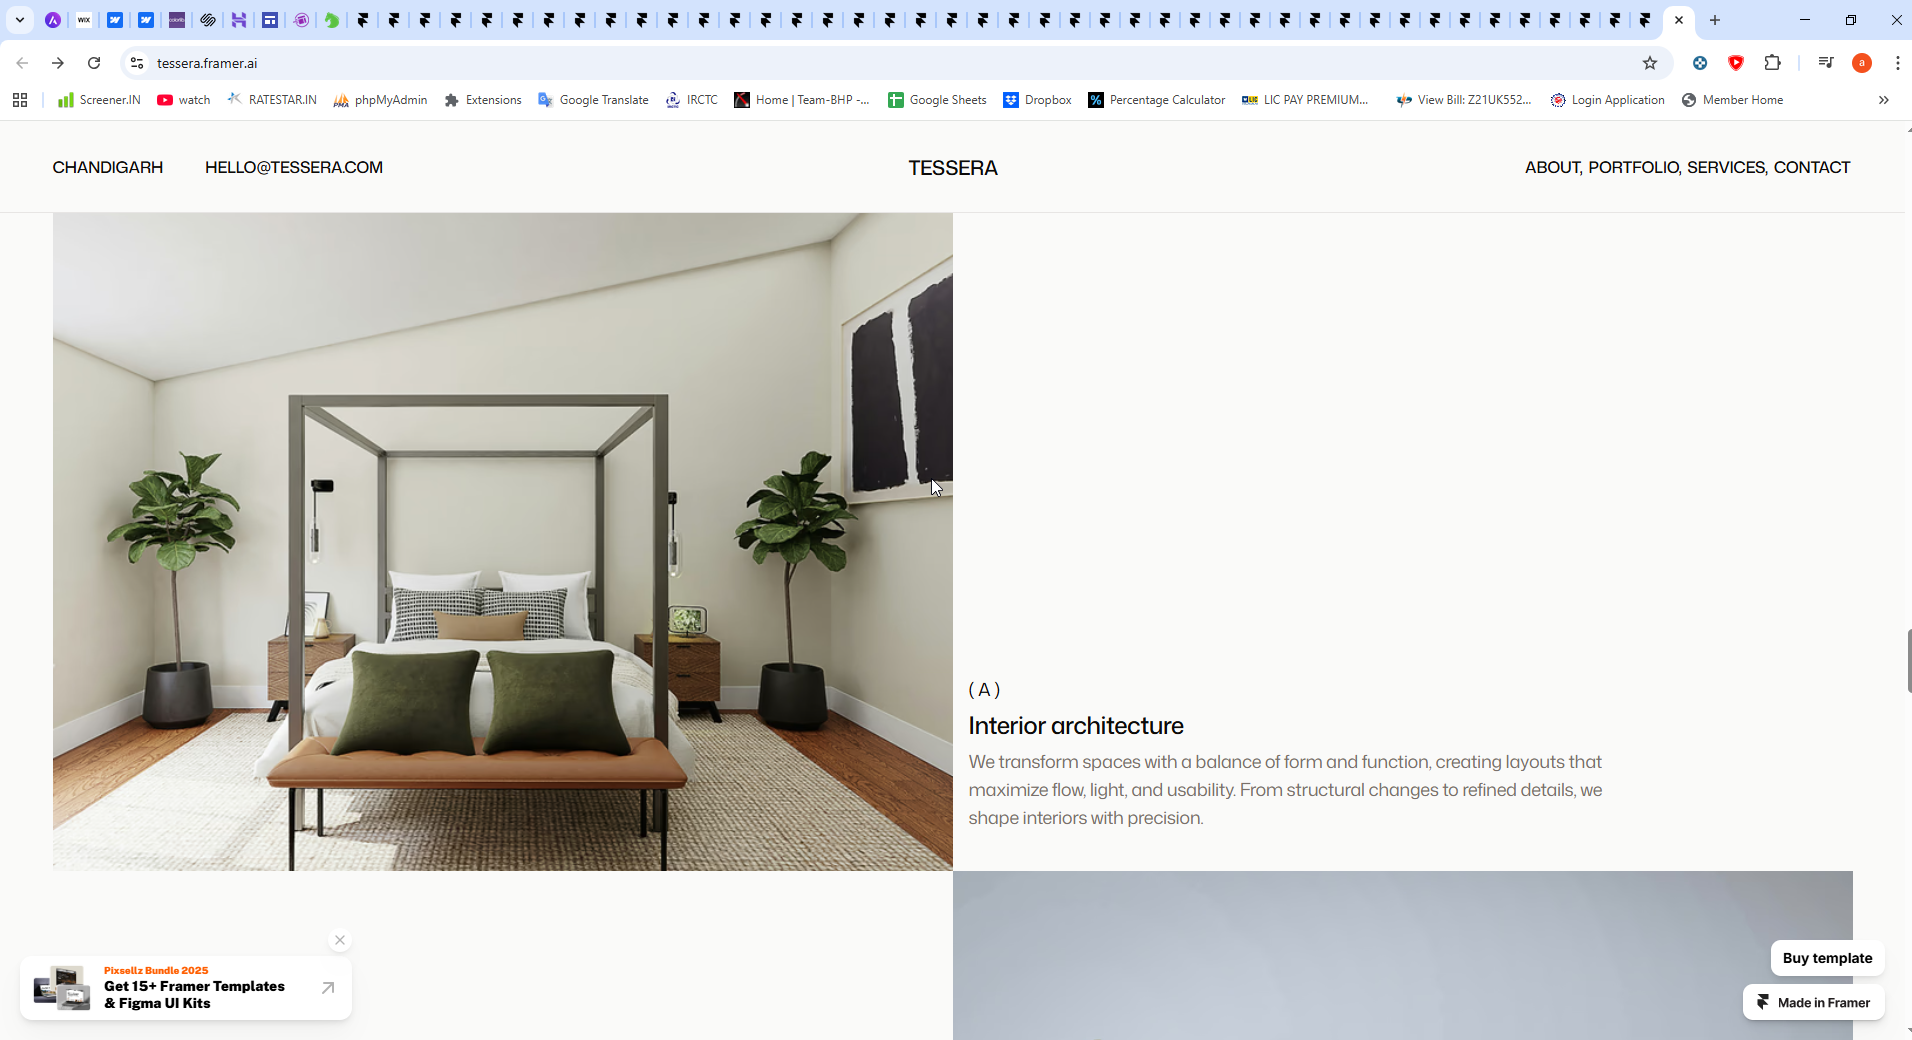 WIX
tessera.framer.ai
a
Screener.IN
watch
RATESTAR.IN
phpMyAdmin
Extensions
Google Translate
IRCTC
Home | Team-BHP -...
Google Sheets
Dropbox
Percentage Calculator
LIC PAY PREMIUM...
View Bill: Z21UK552...
Login Application
Member Home
CHANDIGARH
HELLO@TESSERA.COM
TESSERA
ABOUT, PORTFOLIO, SERVICES, CONTACT
( A )
Interior architecture
We transform spaces with a balance of form and function, creating layouts that
maximize flow, light, and usability. From structural changes to refined details, we
shape interiors with precision.
Pixsellz Bundle 2025
Get 15+ Framer Templates
& Figma UI Kits
Buy template
Made in Framer